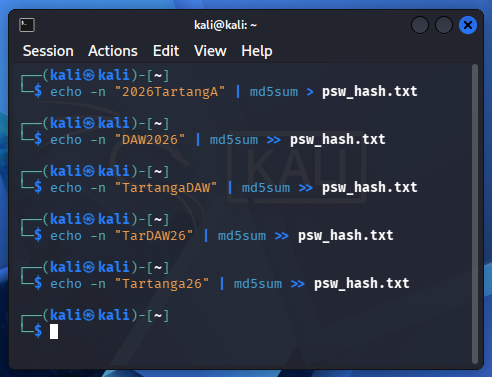 kali@kali: ~
Session Actions Edit View Help
┌──(kali㉿kali)-[~]
└─$ echo -n "2026TartangA" | md5sum > psw_hash.txt
┌──(kali㉿kali)-[~]
└─$ echo -n "DAW2026" | md5sum >> psw_hash.txt
┌──(kali㉿kali)-[~]
└─$ echo -n "TartangaDAW" | md5sum >> psw_hash.txt
┌──(kali㉿kali)-[~]
└─$ echo -n "TarDAW26" | md5sum >> psw_hash.txt
┌──(kali㉿kali)-[~]
└─$ echo -n "Tartanga26" | md5sum >> psw_hash.txt
┌──(kali㉿kali)-[~]
└─$
KALI